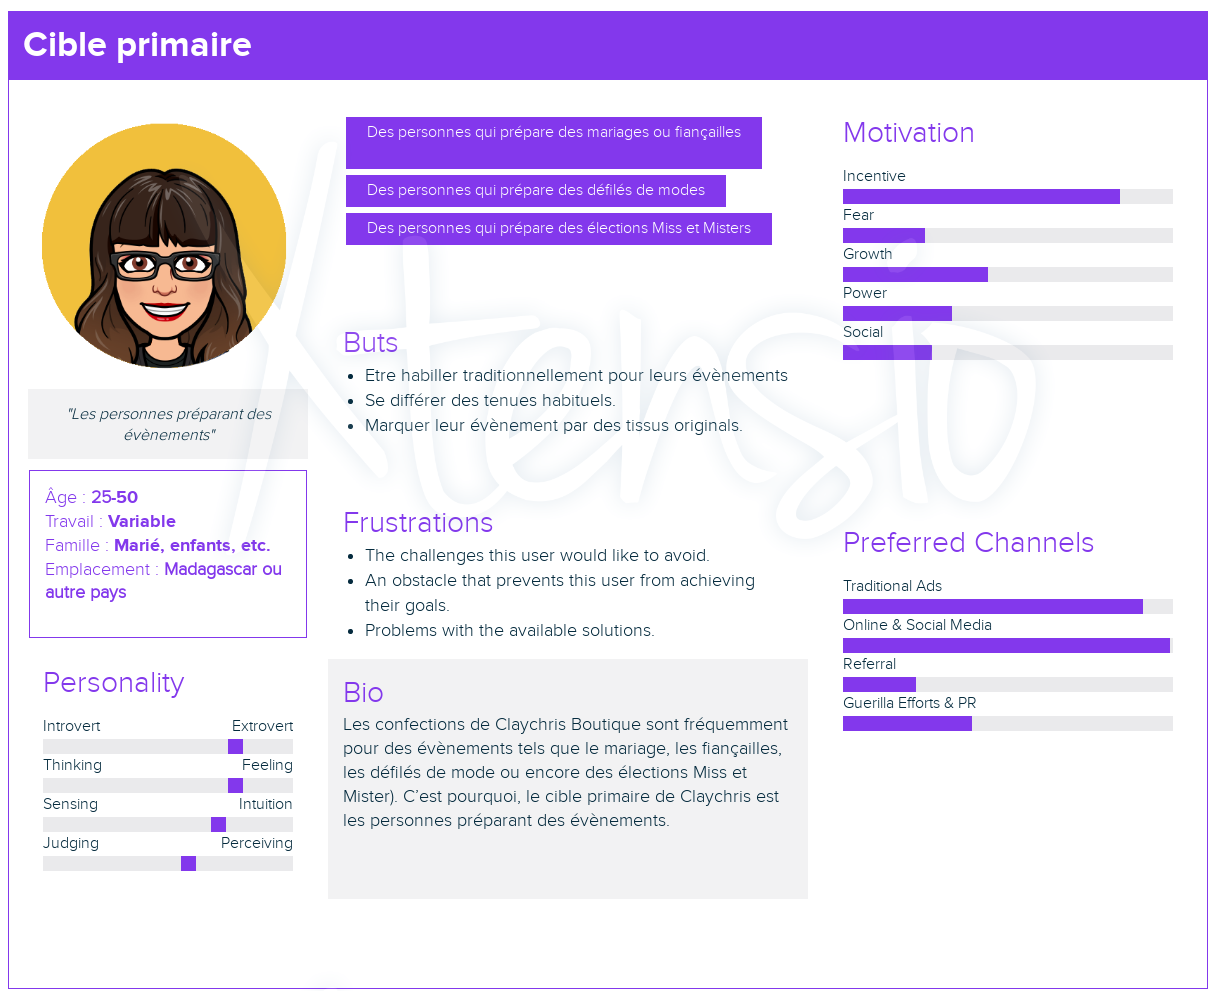 Cible primaire
"Les personnes préparant des
évènements"
Âge : 25-50
Travail : Variable
Famille : Marié, enfants, etc.
Emplacement : Madagascar ou
autre pays
Personality
Introvert Extrovert
Thinking Feeling
Sensing Intuition
Judging Perceiving
Des personnes qui prépare des mariages ou fiançailles
Des personnes qui prépare des défilés de modes
Des personnes qui prépare des élections Miss et Misters
Buts
Etre habiller traditionnellement pour leurs évènements
Se différer des tenues habituels.
Marquer leur évènement par des tissus originals.
Frustrations
The challenges this user would like to avoid.
An obstacle that prevents this user from achieving
their goals.
Problems with the available solutions.
Bio
Les confections de Claychris Boutique sont fréquemment
pour des évènements tels que le mariage, les fiançailles,
les défilés de mode ou encore des élections Miss et
Mister). C’est pourquoi, le cible primaire de Claychris est
les personnes préparant des évènements.
Motivation
Incentive
Fear
Growth
Power
Social
Preferred Channels
Traditional Ads
Online & Social Media
Referral
Guerilla Efforts & PR
Xtensio